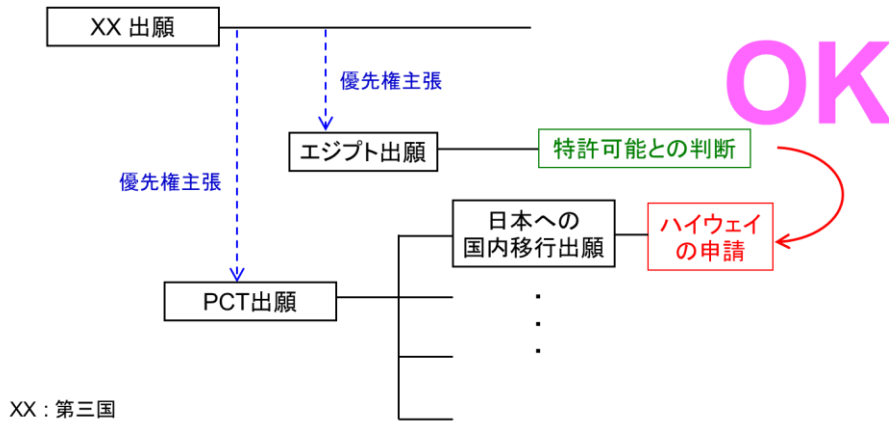 XX 出願
OK
優先権主張
エジプト出願
特許可能との判断
優先権主張
日本への
国内移行出願
ハイウェイ
の申請
PCT出願
XX : 第三国